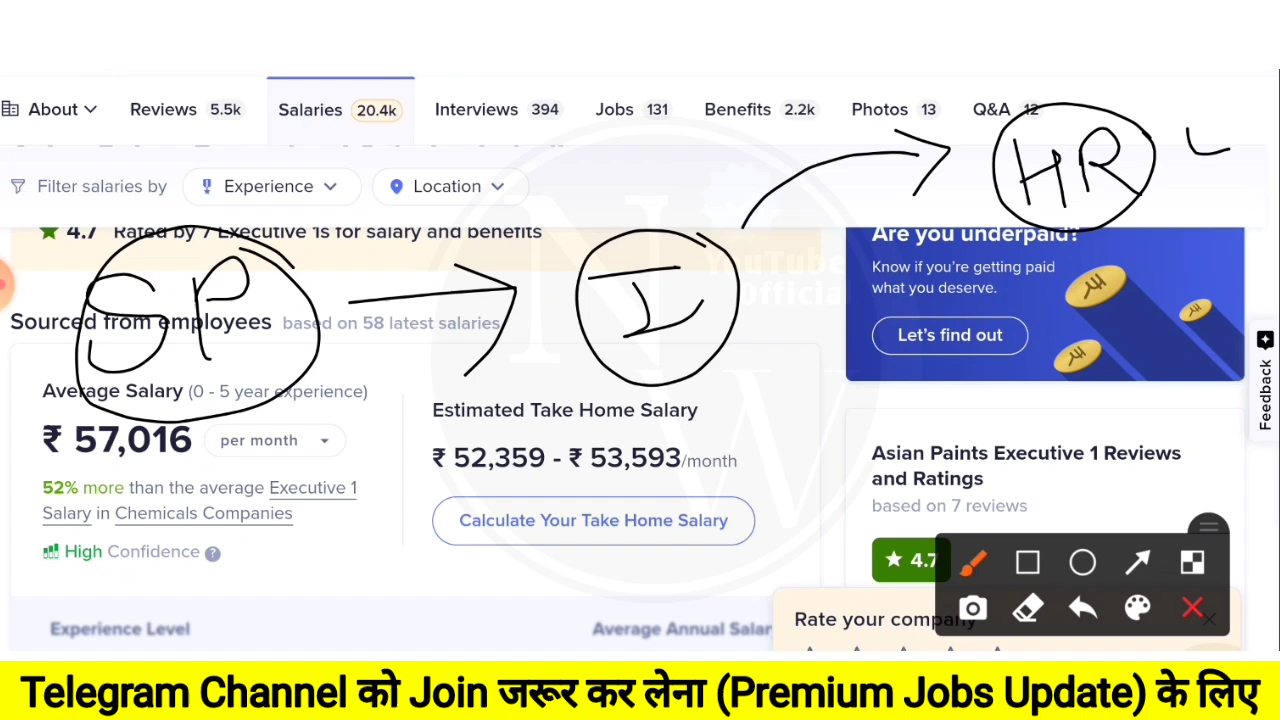 About Reviews 5.5k Salaries 20.4k Interviews 394 Jobs 131 Benefits 2.2k Photos 13 Q&A 12
HR
Filter salaries by Experience Location
4.7 Rated by 7 Executive 1s for salary and benefits
Are you underpaid?
Know if you're getting paid
what you deserve.
Let's find out
SP
I
N
W
YouTube
Official
Sourced from employees based on 58 latest salaries
Average Salary (0 - 5 year experience)
₹ 57,016 per month
52% more than the average Executive 1
Salary in Chemicals Companies
High Confidence ?
Estimated Take Home Salary
₹ 52,359 - ₹ 53,593/month
Calculate Your Take Home Salary
Asian Paints Executive 1 Reviews
and Ratings
based on 7 reviews
4.7
Feedback
Rate your company
Experience Level
Average Annual Salar
Telegram Channel को Join जरूर कर लेना (Premium Jobs Update) के लिए